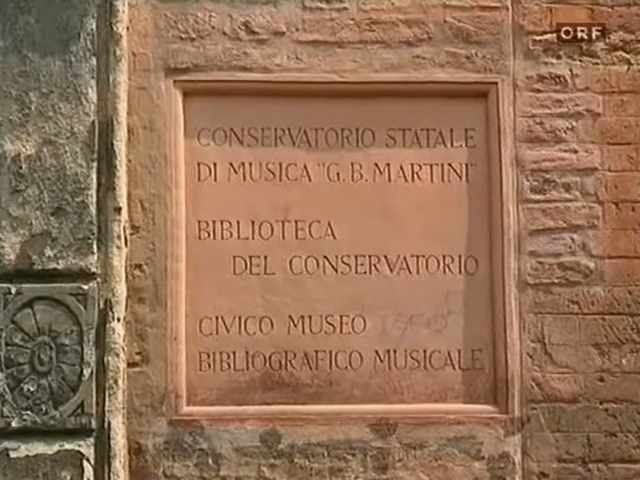 ORF
CONSERVATORIO STATALE
DI MUSICA "G.B. MARTINI"
BIBLIOTECA
DEL CONSERVATORIO
CIVICO MUSEO
BIBLIOGRAFICO MUSICALE